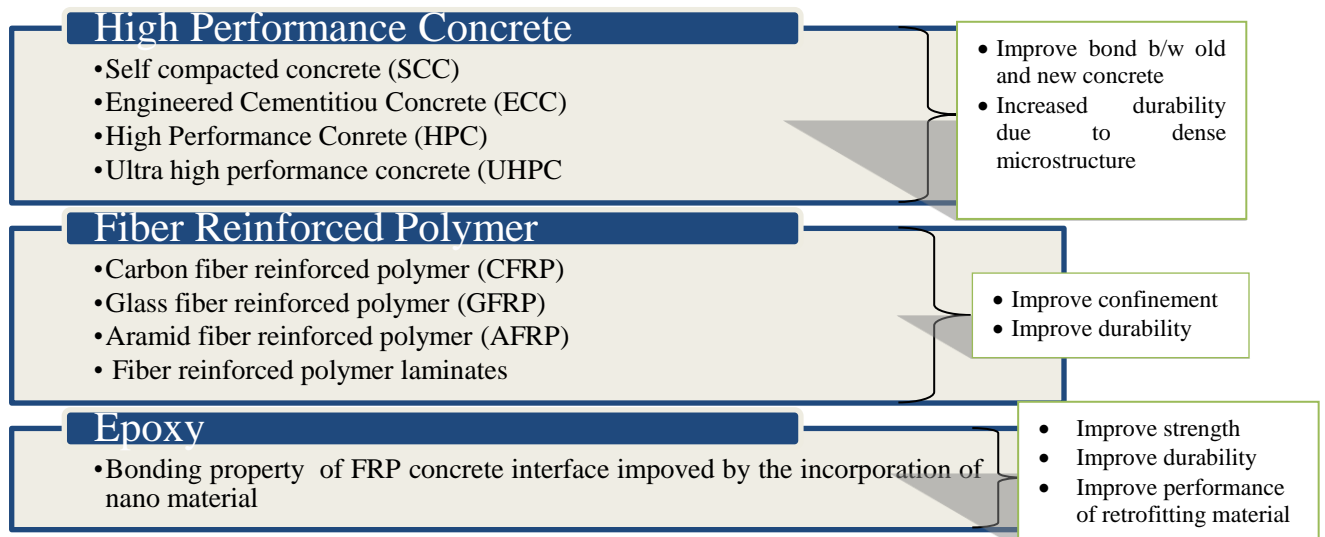 High Performance Concrete
•Self compacted concrete (SCC)
•Engineered Cementitiou Concrete (ECC)
•High Performance Conrete (HPC)
•Ultra high performance concrete (UHPC
• Improve bond b/w old
and new concrete
• Increased durability
due to dense
microstructure
Fiber Reinforced Polymer
•Carbon fiber reinforced polymer (CFRP)
•Glass fiber reinforced polymer (GFRP)
•Aramid fiber reinforced polymer (AFRP)
• Fiber reinforced polymer laminates
• Improve confinement
• Improve durability
Epoxy
•Bonding property of FRP concrete interface impoved by the incorporation of
nano material
• Improve strength
• Improve durability
• Improve performance
of retrofitting material